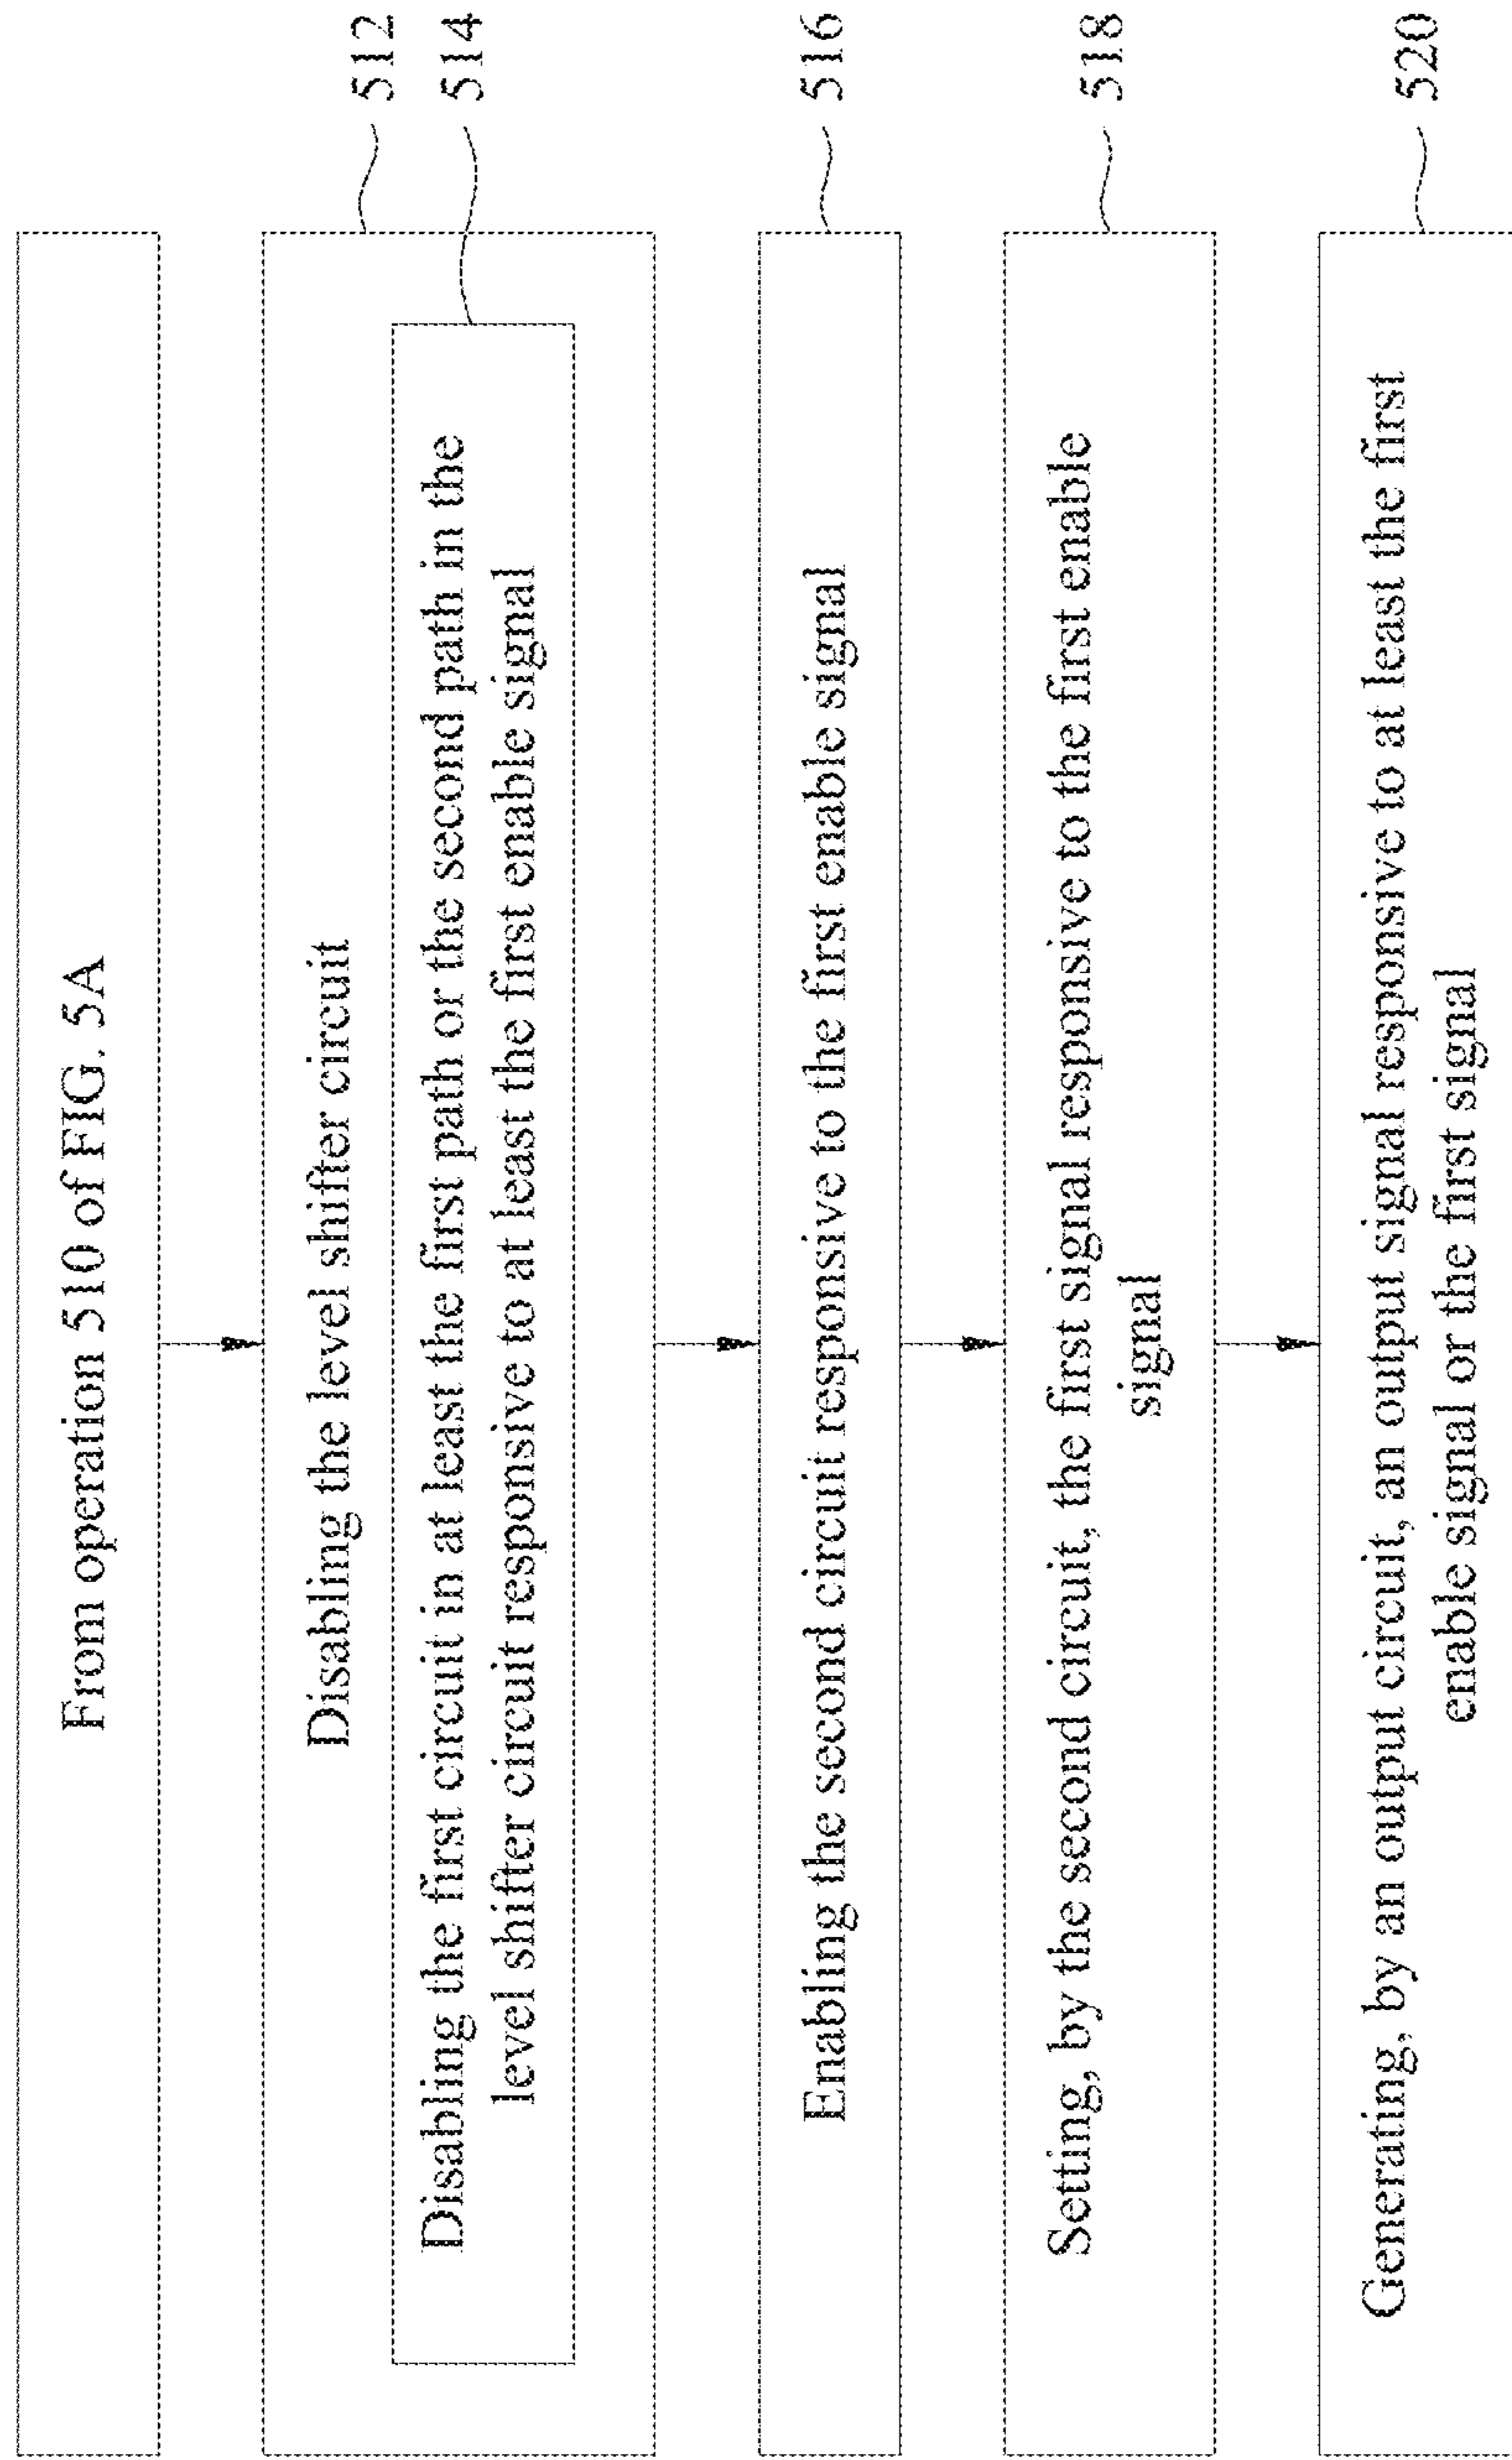 From operation 510 of FIG. 5A
Disabling the level shifter circuit
512
Disabling the first circuit in at least the first path or the second path in the
level shifter circuit responsive to at least the first enable signal
514
Enabling the second circuit responsive to the first enable signal
516
Setting, by the second circuit, the first signal responsive to the first enable
signal
518
Generating, by an output circuit, an output signal responsive to at least the first
enable signal or the first signal
520